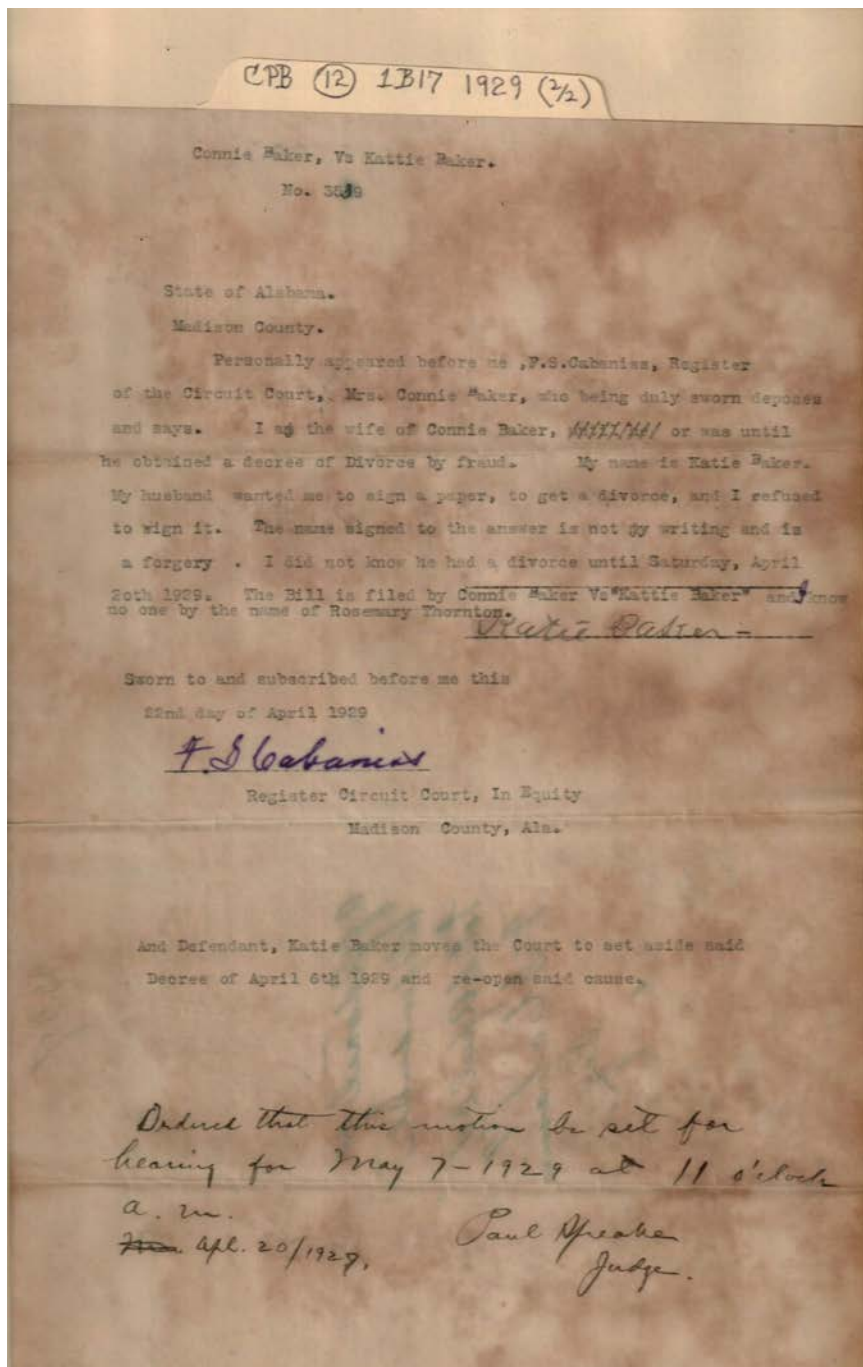 CPB (12) 1B17 1929 (2/2)
Connie Baker, Vs Kattie Baker.
No.
State of Alabama.
Madison County.
Personally appeared before me ,F.S.Cabaniss, Register
of the Circuit Court, Mrs. Connie Baker, who being duly sworn deposes
and says. I am the wife of Connie Baker, or was until
he obtained a decree of Divorce by fraud. My name is Katie Baker.
My husband wanted me to sign a paper, to get a divorce, and I refused
to sign it. The name signed to the answer is not my writing and is
a forgery . I did not know he had a divorce until Saturday, April
20th 1929. The Bill is filed by Connie Baker Vs "Kattie Baker" and I know
no one by the name of Rosemary Thornton.
Katie Baker
Sworn to and subscribed before me this
22nd day of April 1929
F. S Cabaniss
Register Circuit Court, In Equity
Madison County, Ala.
And Defendant, Katie Baker moves the Court to set aside said
Decree of April 6th 1929 and re-open said cause.
Ordered that this motion be set for
hearing for May 7-1929 at 11 o'clock
a. m.
Apl. 20/1929.
Paul Speake
Judge.